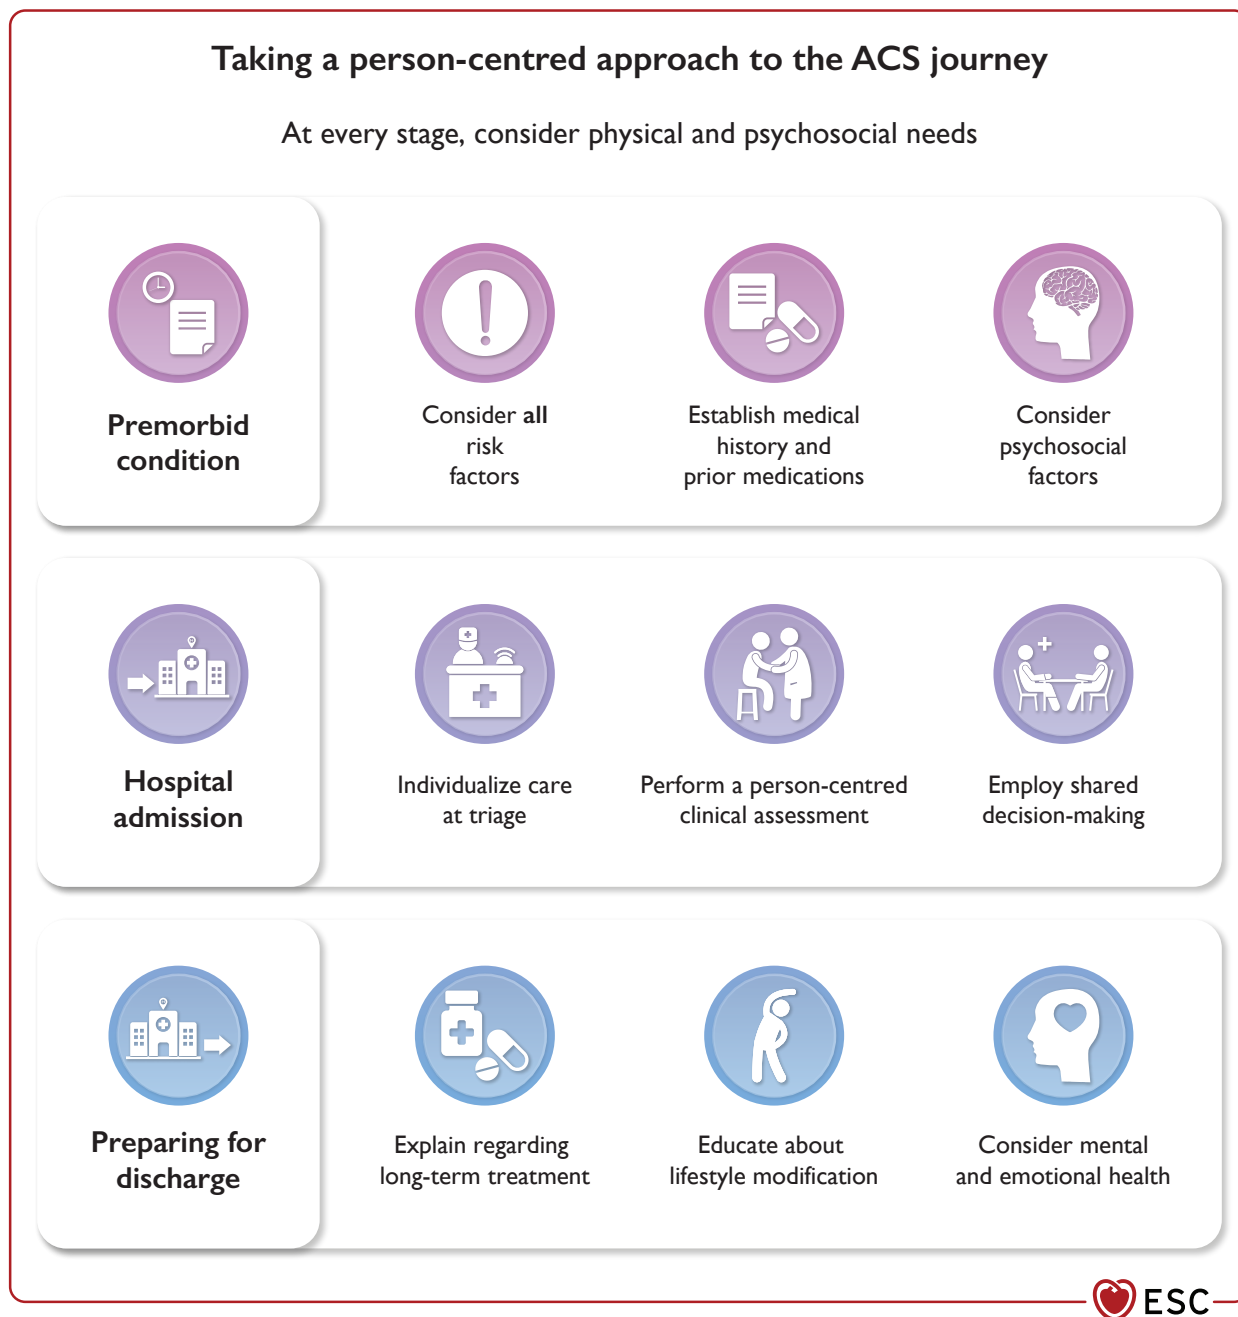 Taking a person-centred approach to the ACS journey
At every stage, consider physical and psychosocial needs
Premorbid
condition
Consider all
risk
factors
Establish medical
history and
prior medications
Consider
psychosocial
factors
Hospital
admission
Individualize care
at triage
Perform a person-centred
clinical assessment
Employ shared
decision-making
Preparing for
discharge
Explain regarding
long-term treatment
Educate about
lifestyle modification
Consider mental
and emotional health
ESC